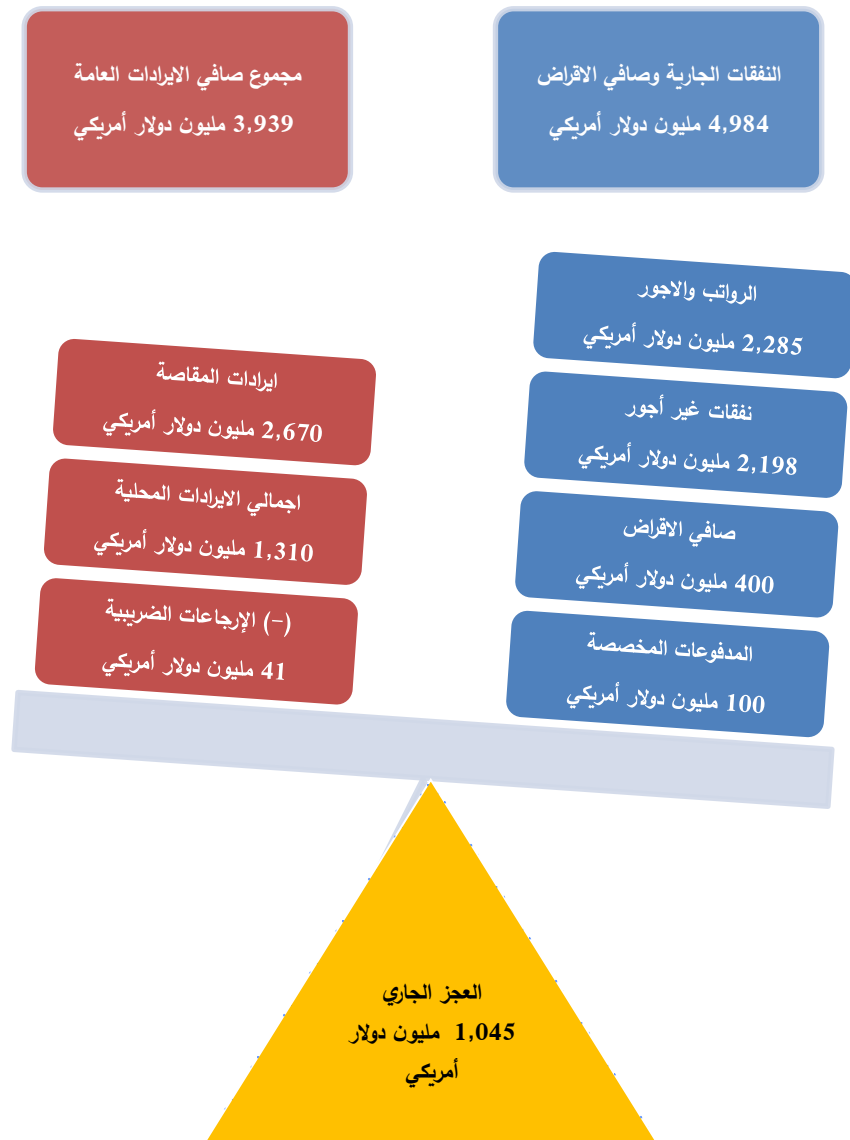 النفقات الجارية وصافي الاقراض
4,984 مليون دولار أمريكي
مجموع صافي الايرادات العامة
3,939 مليون دولار أمريكي
الرواتب والاجور
2,285 مليون دولار أمريكي
نفقات غير أجور
2,198 مليون دولار أمريكي
صافي الاقراض
400 مليون دولار أمريكي
المدفوعات المخصصة
100 مليون دولار أمريكي
ايرادات المقاصة
2,670 مليون دولار أمريكي
اجمالي الايرادات المحلية
1,310 مليون دولار أمريكي
(-) الإرجاعات الضريبية
41 مليون دولار أمريكي
العجز الجاري
1,045 مليون دولار
أمريكي